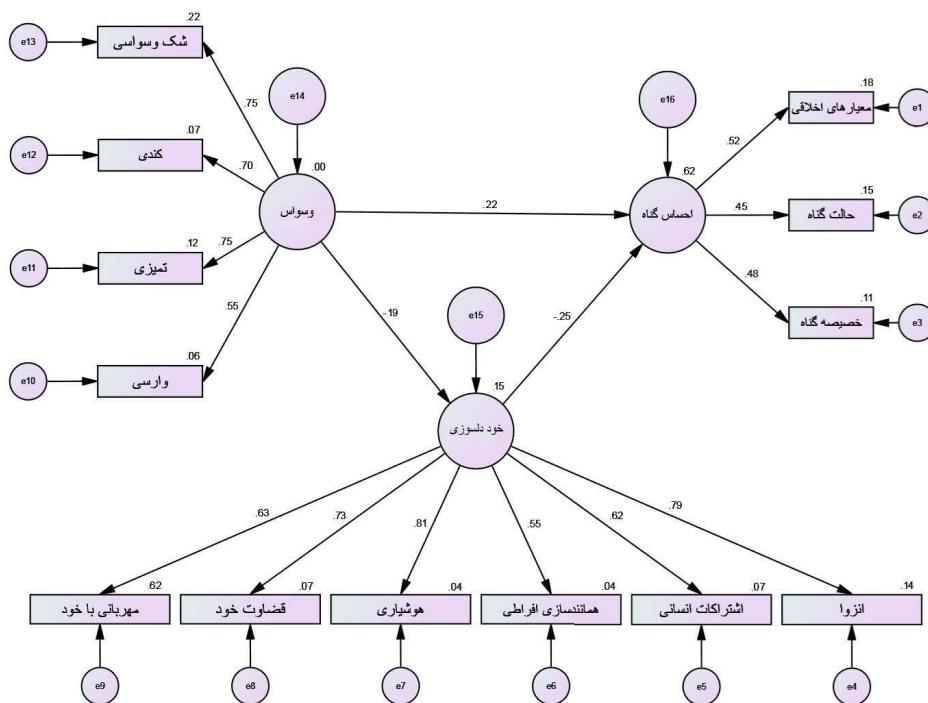 .22
e13
شک وسواسی
e14
e16
.18
معیارهای اخلاقی
e1
.75
.52
.07
e12
کندی
.70
.00
وسواس
.62
احساس گناه
.22
.45
.15
حالت گناه
e2
.12
e11
تمیزی
.75
.48
.55
-.19
e15
-.25
.11
خصیصه گناه
e3
.06
e10
وارسی
.15
خود دلسوزی
.63
.73
.81
.55
.62
.79
.62
مهربانی با خود
.07
قضاوت خود
.04
هوشیاری
.04
همانندسازی افراطی
.07
اشتراکات انسانی
.14
انزوا
e9
e8
e7
e6
e5
e4